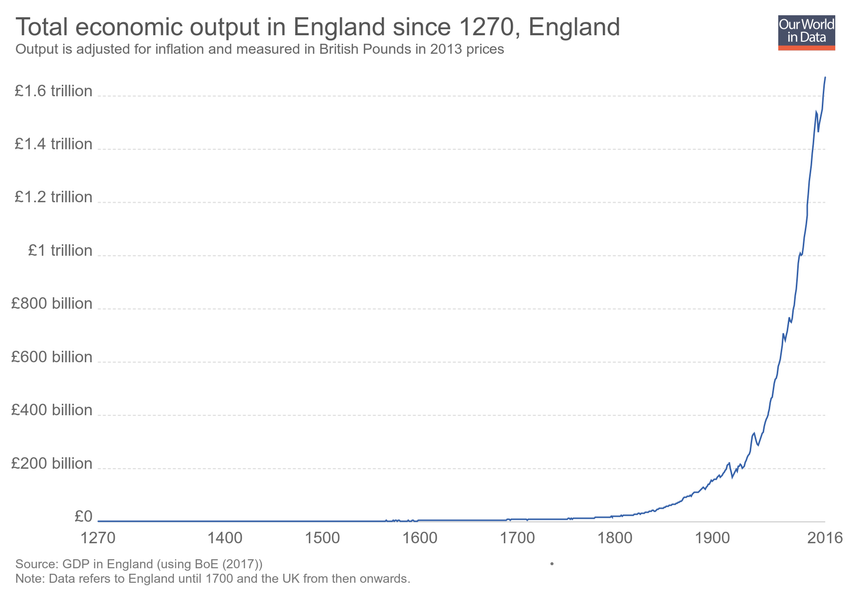 Total economic output in England since 1270, England
Output is adjusted for inflation and measured in British Pounds in 2013 prices
Our World
in Data
£1.6 trillion
£1.4 trillion
£1.2 trillion
£1 trillion
£800 billion
£600 billion
£400 billion
£200 billion
£0
1270 1400 1500 1600 1700 1800 1900 2016
Source: GDP in England (using BoE (2017))
Note: Data refers to England until 1700 and the UK from then onwards.